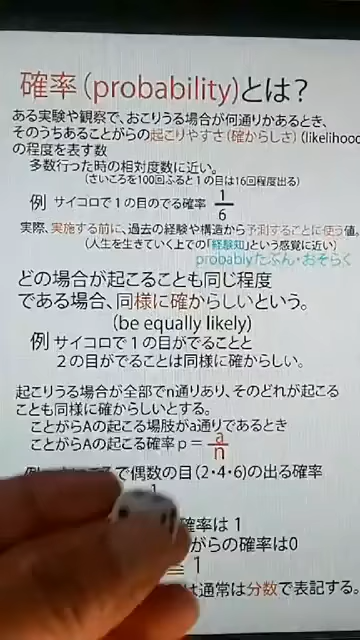 確率(probability)とは?
ある実験や観察で、おこりうる場合が何通りかあるとき、
そのうちあることがらの起こりやすさ(確からしさ)(likelihood
の程度を表す数
多数行った時の相対度数に近い。
(さいころを100回ふると1の目は16回程度出る)
例 サイコロで1の目のでる確率 1/6
実際、実施する前に、過去の経験や構造から予測することに使う値。
(人生を生きていく上での「経験知」という感覚に近い)
probablyたぶん・おそらく
どの場合が起こることも同じ程度
である場合、同様に確からしいという。
(be equally likely)
例 サイコロで1の目がでることと
2の目がでることは同様に確からしい。
起こりうる場合が全部でn通りあり、そのどれが起こる
ことも同様に確からしいとする。
ことがらAの起こる場肢がa通りであるとき
ことがらAの起こる確率 p = a/n
で偶数の目(2・4・6)の出る確率
確率は 1
がらの確率は0
1
は通常は分数で表記する。